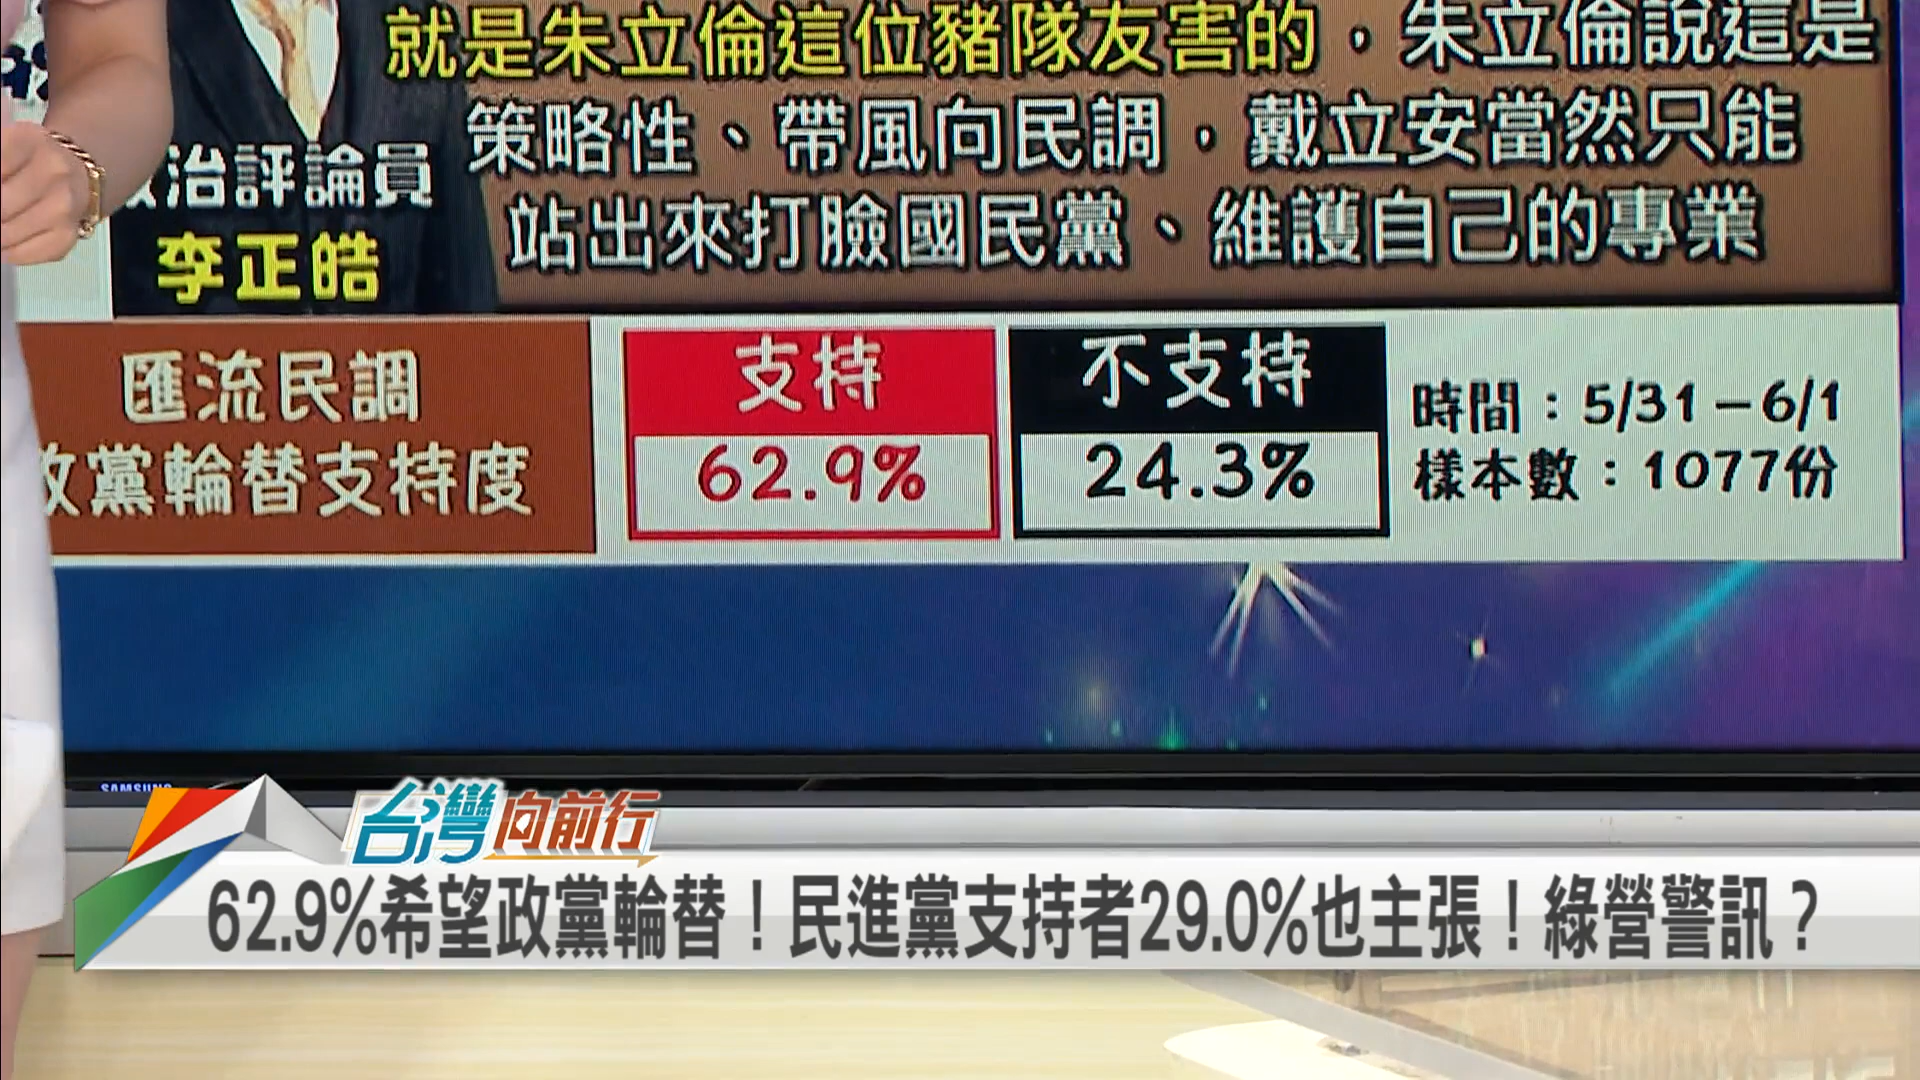 就是朱立倫這位豬隊友害的，朱立倫說這是
策略性、帶風向民調，戴立安當然只能
站出來打臉國民黨、維護自己的專業
治評論員
李正皓
匯流民調
政黨輪替支持度
支持
62.9%
不支持
24.3%
時間：5/31－6/1
樣本數：1077份
SAMSUNG
台灣向前行
62.9%希望政黨輪替！民進黨支持者29.0%也主張！綠營警訊？